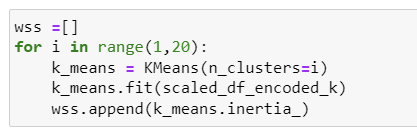 wss =[]
for i in range(1,20):
    k_means = KMeans(n_clusters=i)
    k_means.fit(scaled_df_encoded_k)
    wss.append(k_means.inertia_)